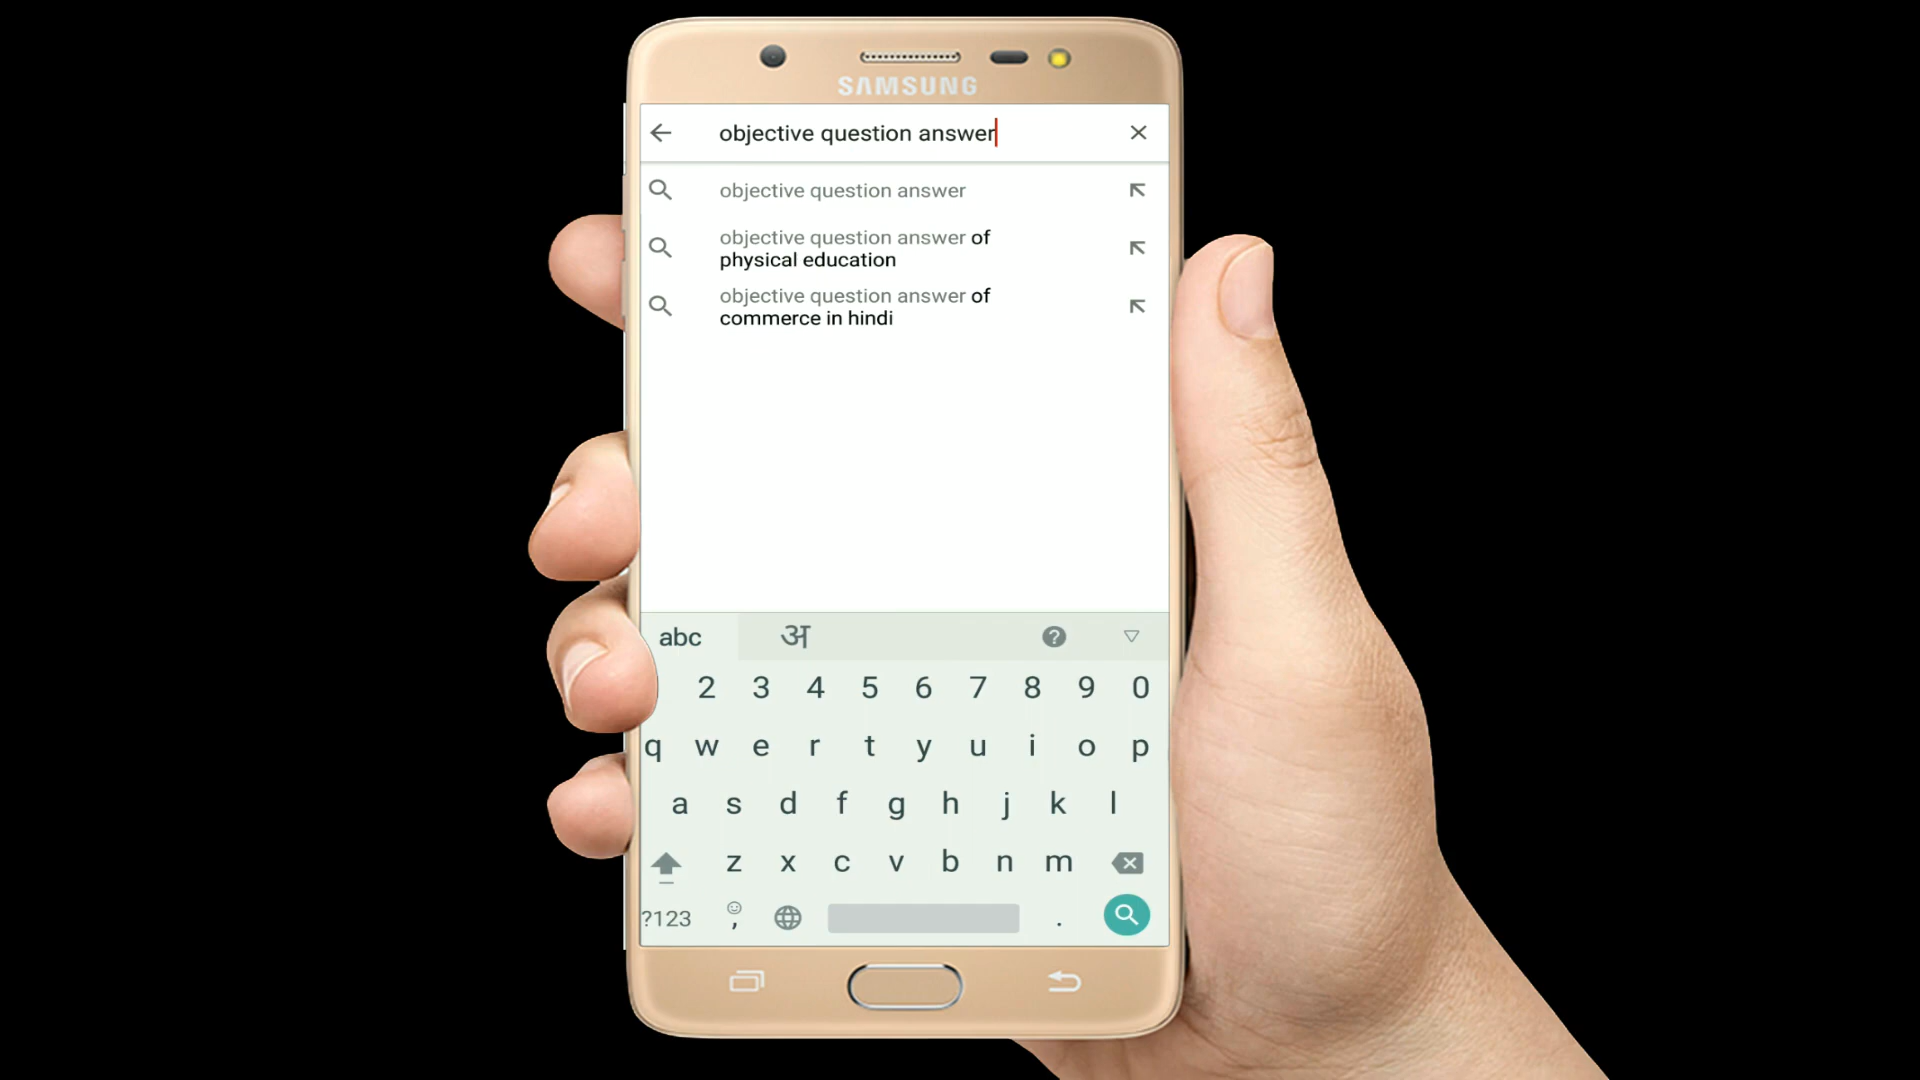 SAMSUNG
objective question answer
objective question answer
objective question answer of
physical education
objective question answer of
commerce in hindi
abc अ ?
2 3 4 5 6 7 8 9 0
q w e r t y u i o p
a s d f g h j k l
z x c v b n m
?123 , .